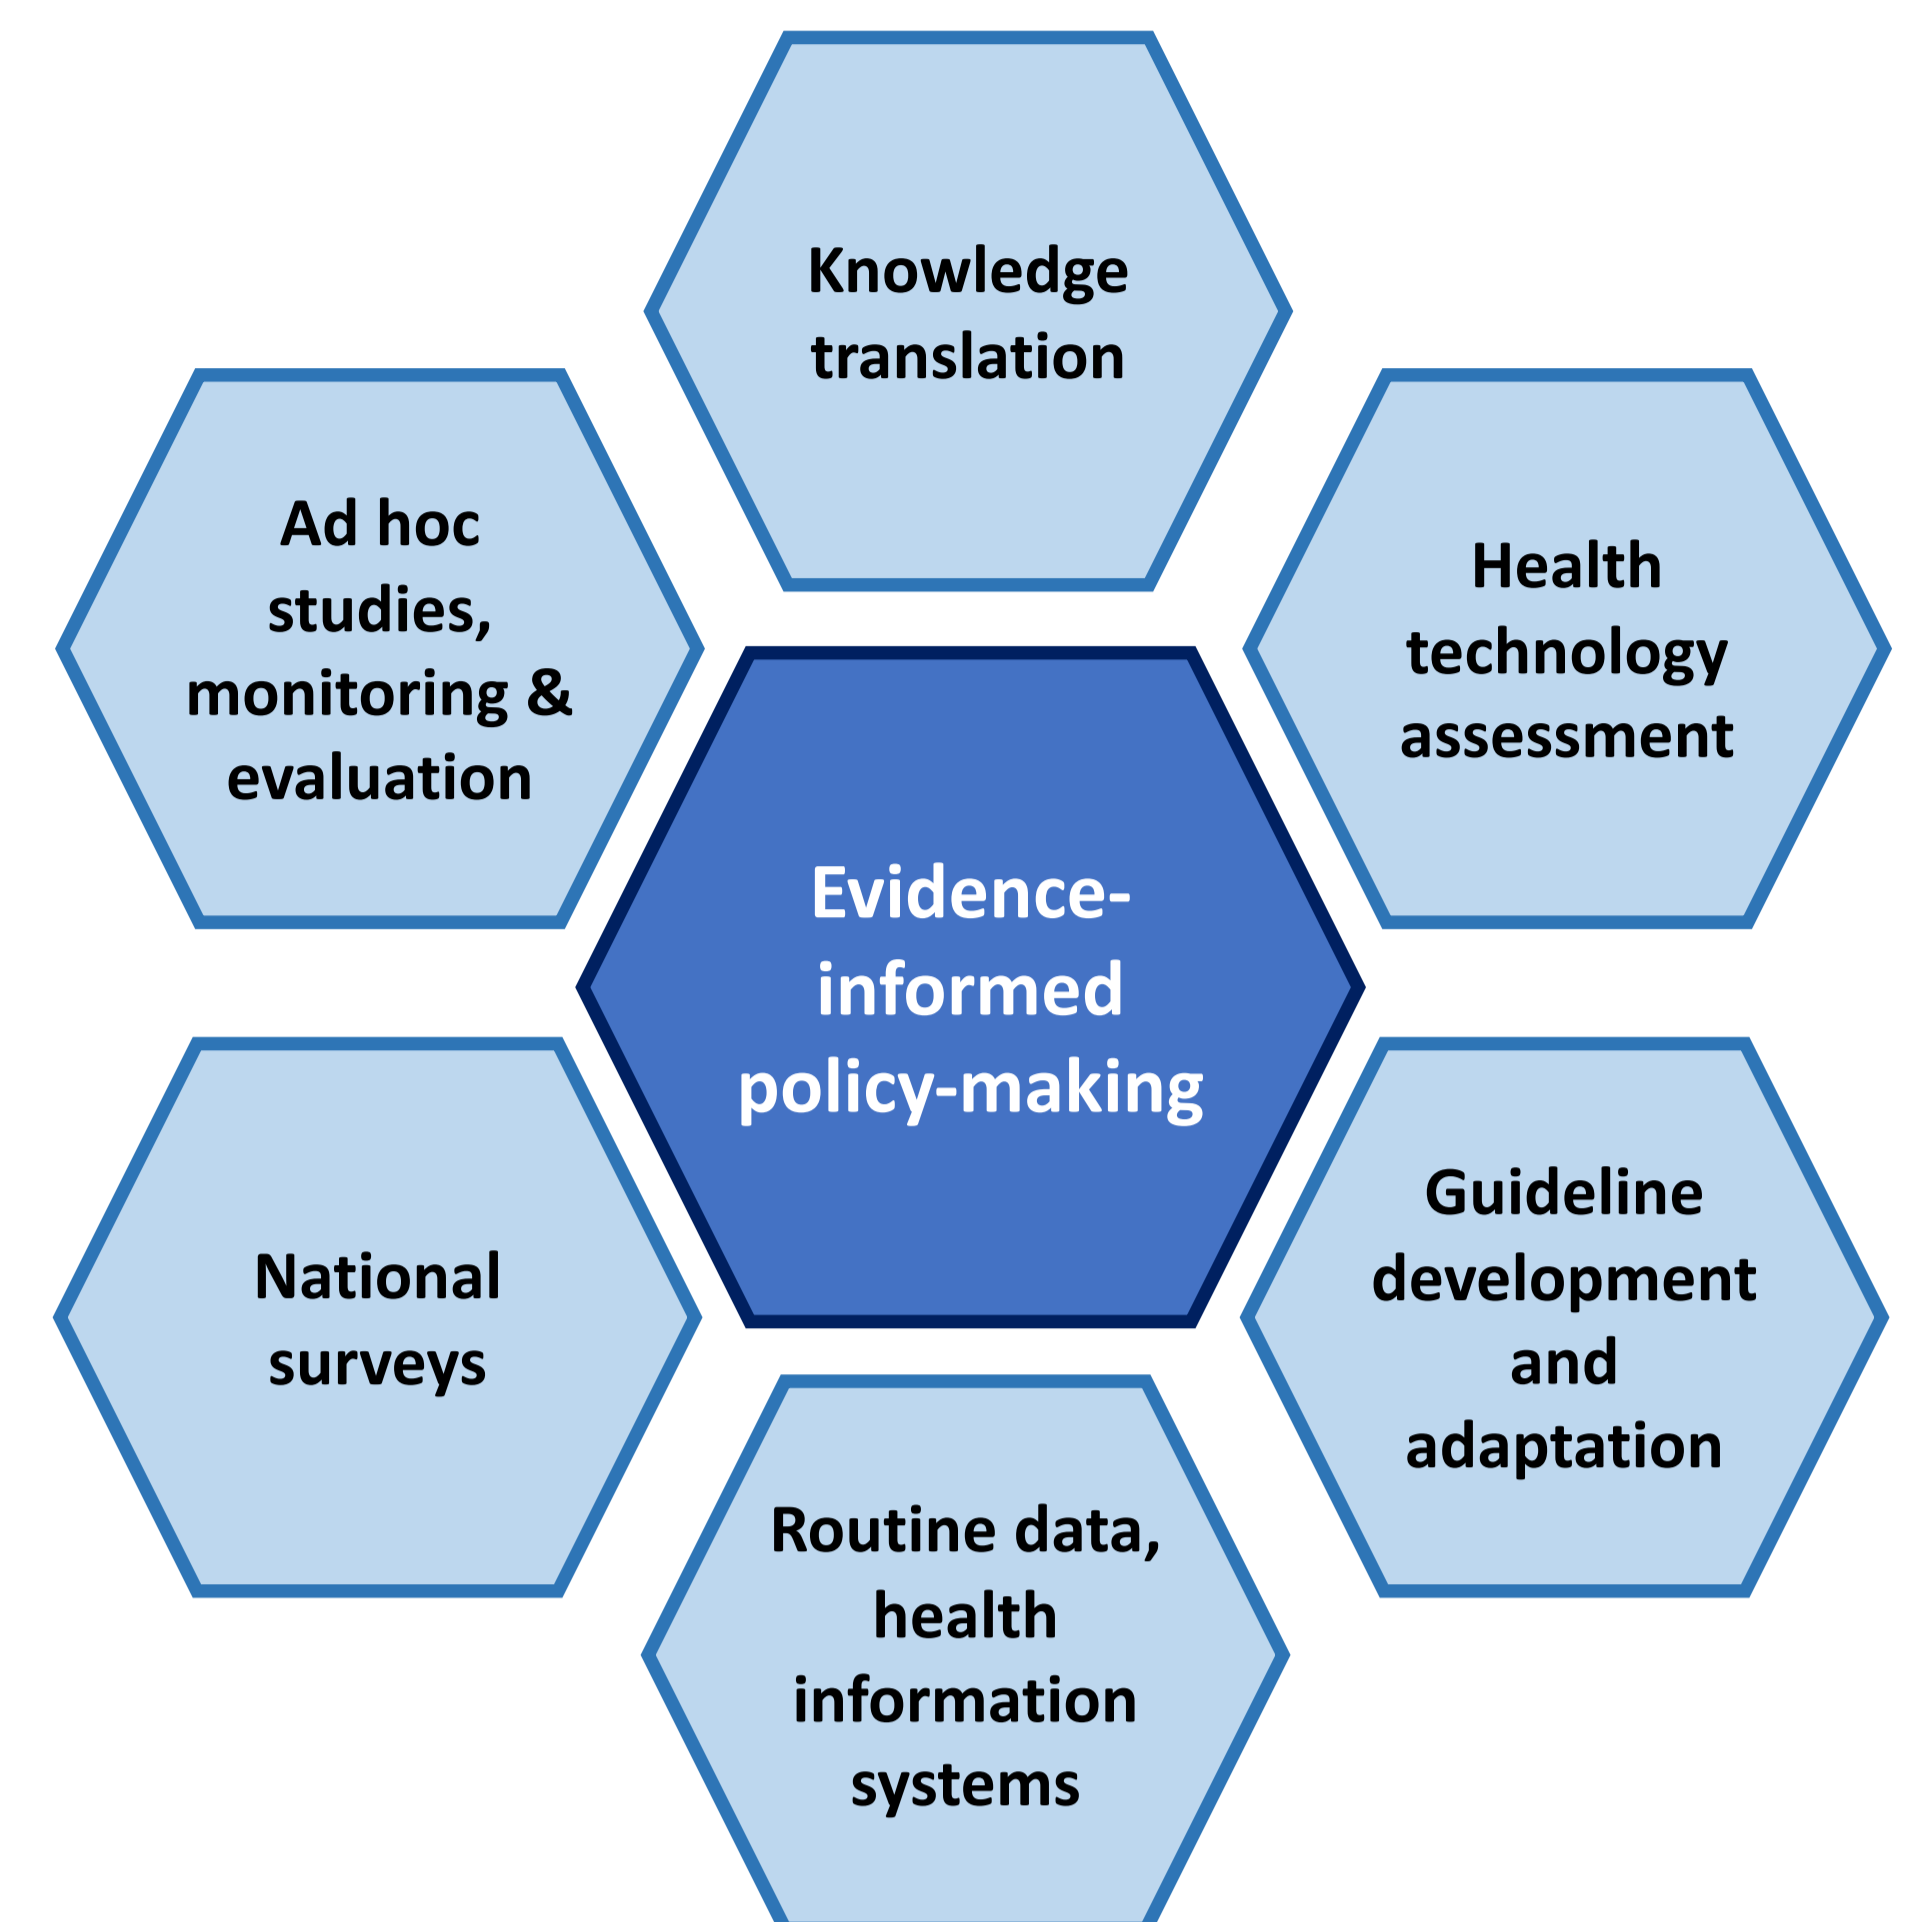 Knowledge
translation
Ad hoc
studies,
monitoring &
evaluation
Health
technology
assessment
Evidence-
informed
policy-making
National
surveys
Guideline
development
and
adaptation
Routine data,
health
information
systems